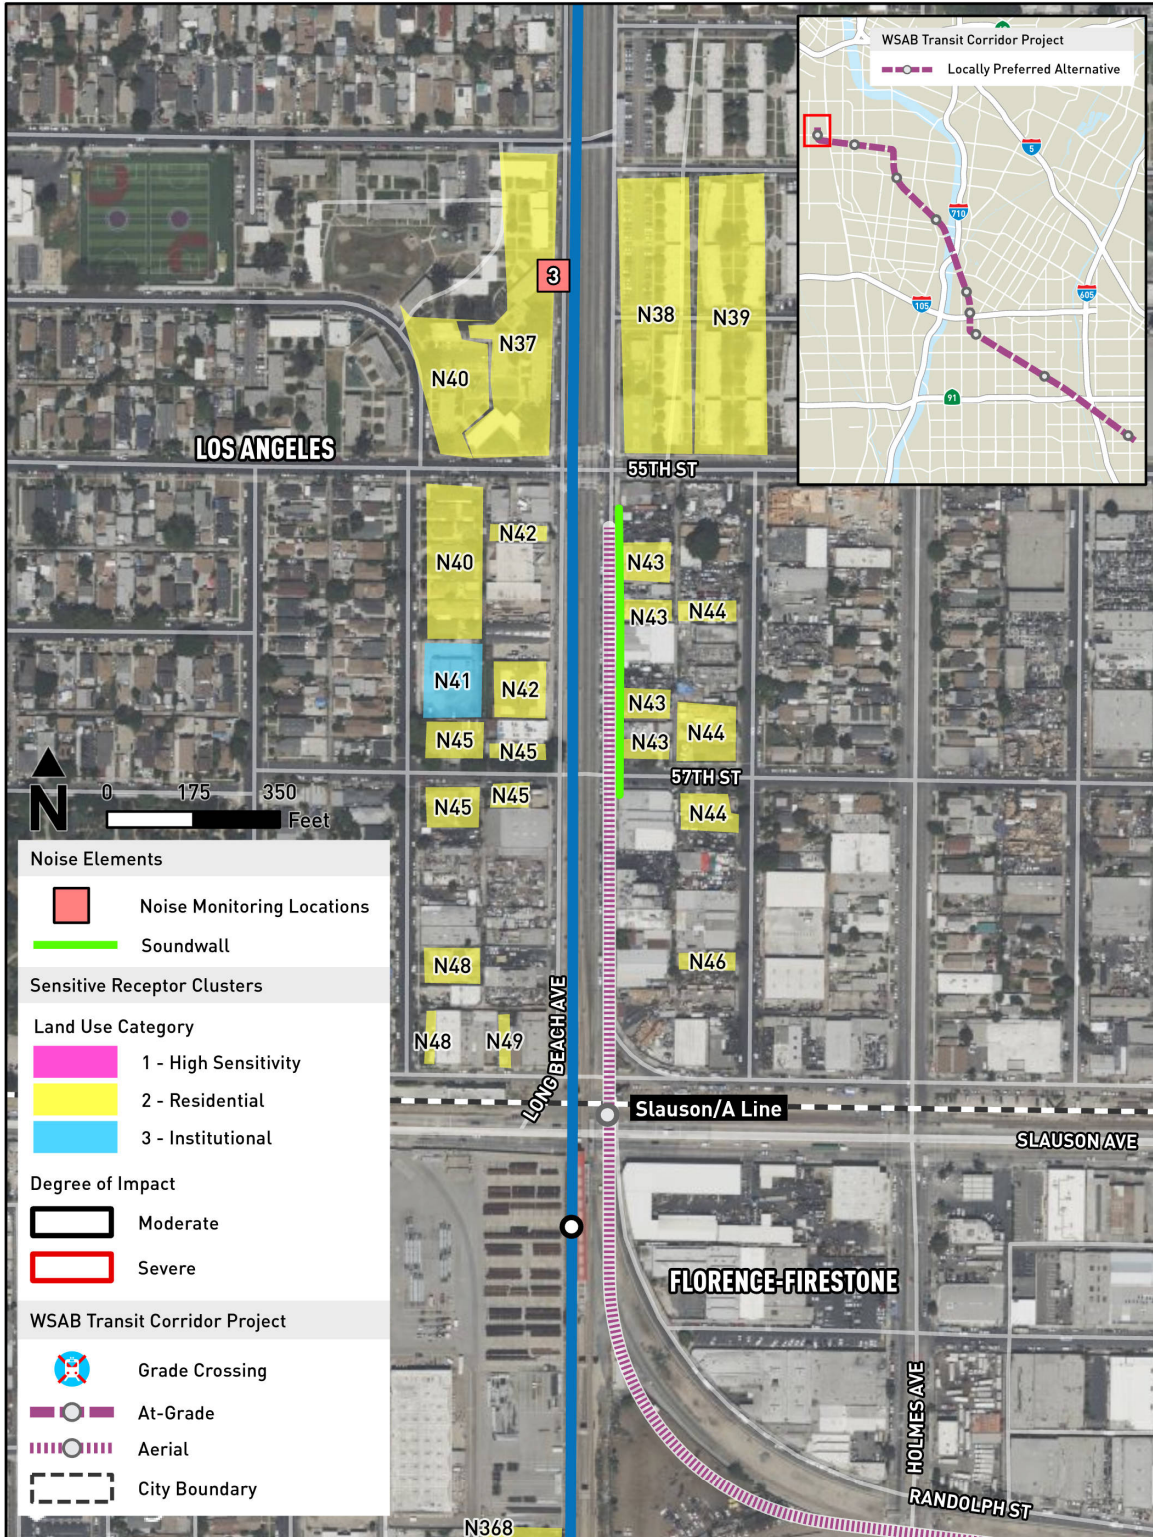 WSAB Transit Corridor Project
Locally Preferred Alternative
5
710
105
605
91
3
N37
N38
N39
N40
LOS ANGELES
55TH ST
N42
N40
N43
N43
N44
N41
N42
N43
N44
N45
N45
N43
57TH ST
N45
N45
N44
N
0 175 350
Feet
N48
N46
N48
N49
LONG BEACH AVE
Slauson/A Line
SLAUSON AVE
FLORENCE-FIRESTONE
HOLMES AVE
RANDOLPH ST
N368
Noise Elements
Noise Monitoring Locations
Soundwall
Sensitive Receptor Clusters
Land Use Category
1 - High Sensitivity
2 - Residential
3 - Institutional
Degree of Impact
Moderate
Severe
WSAB Transit Corridor Project
Grade Crossing
At-Grade
Aerial
City Boundary